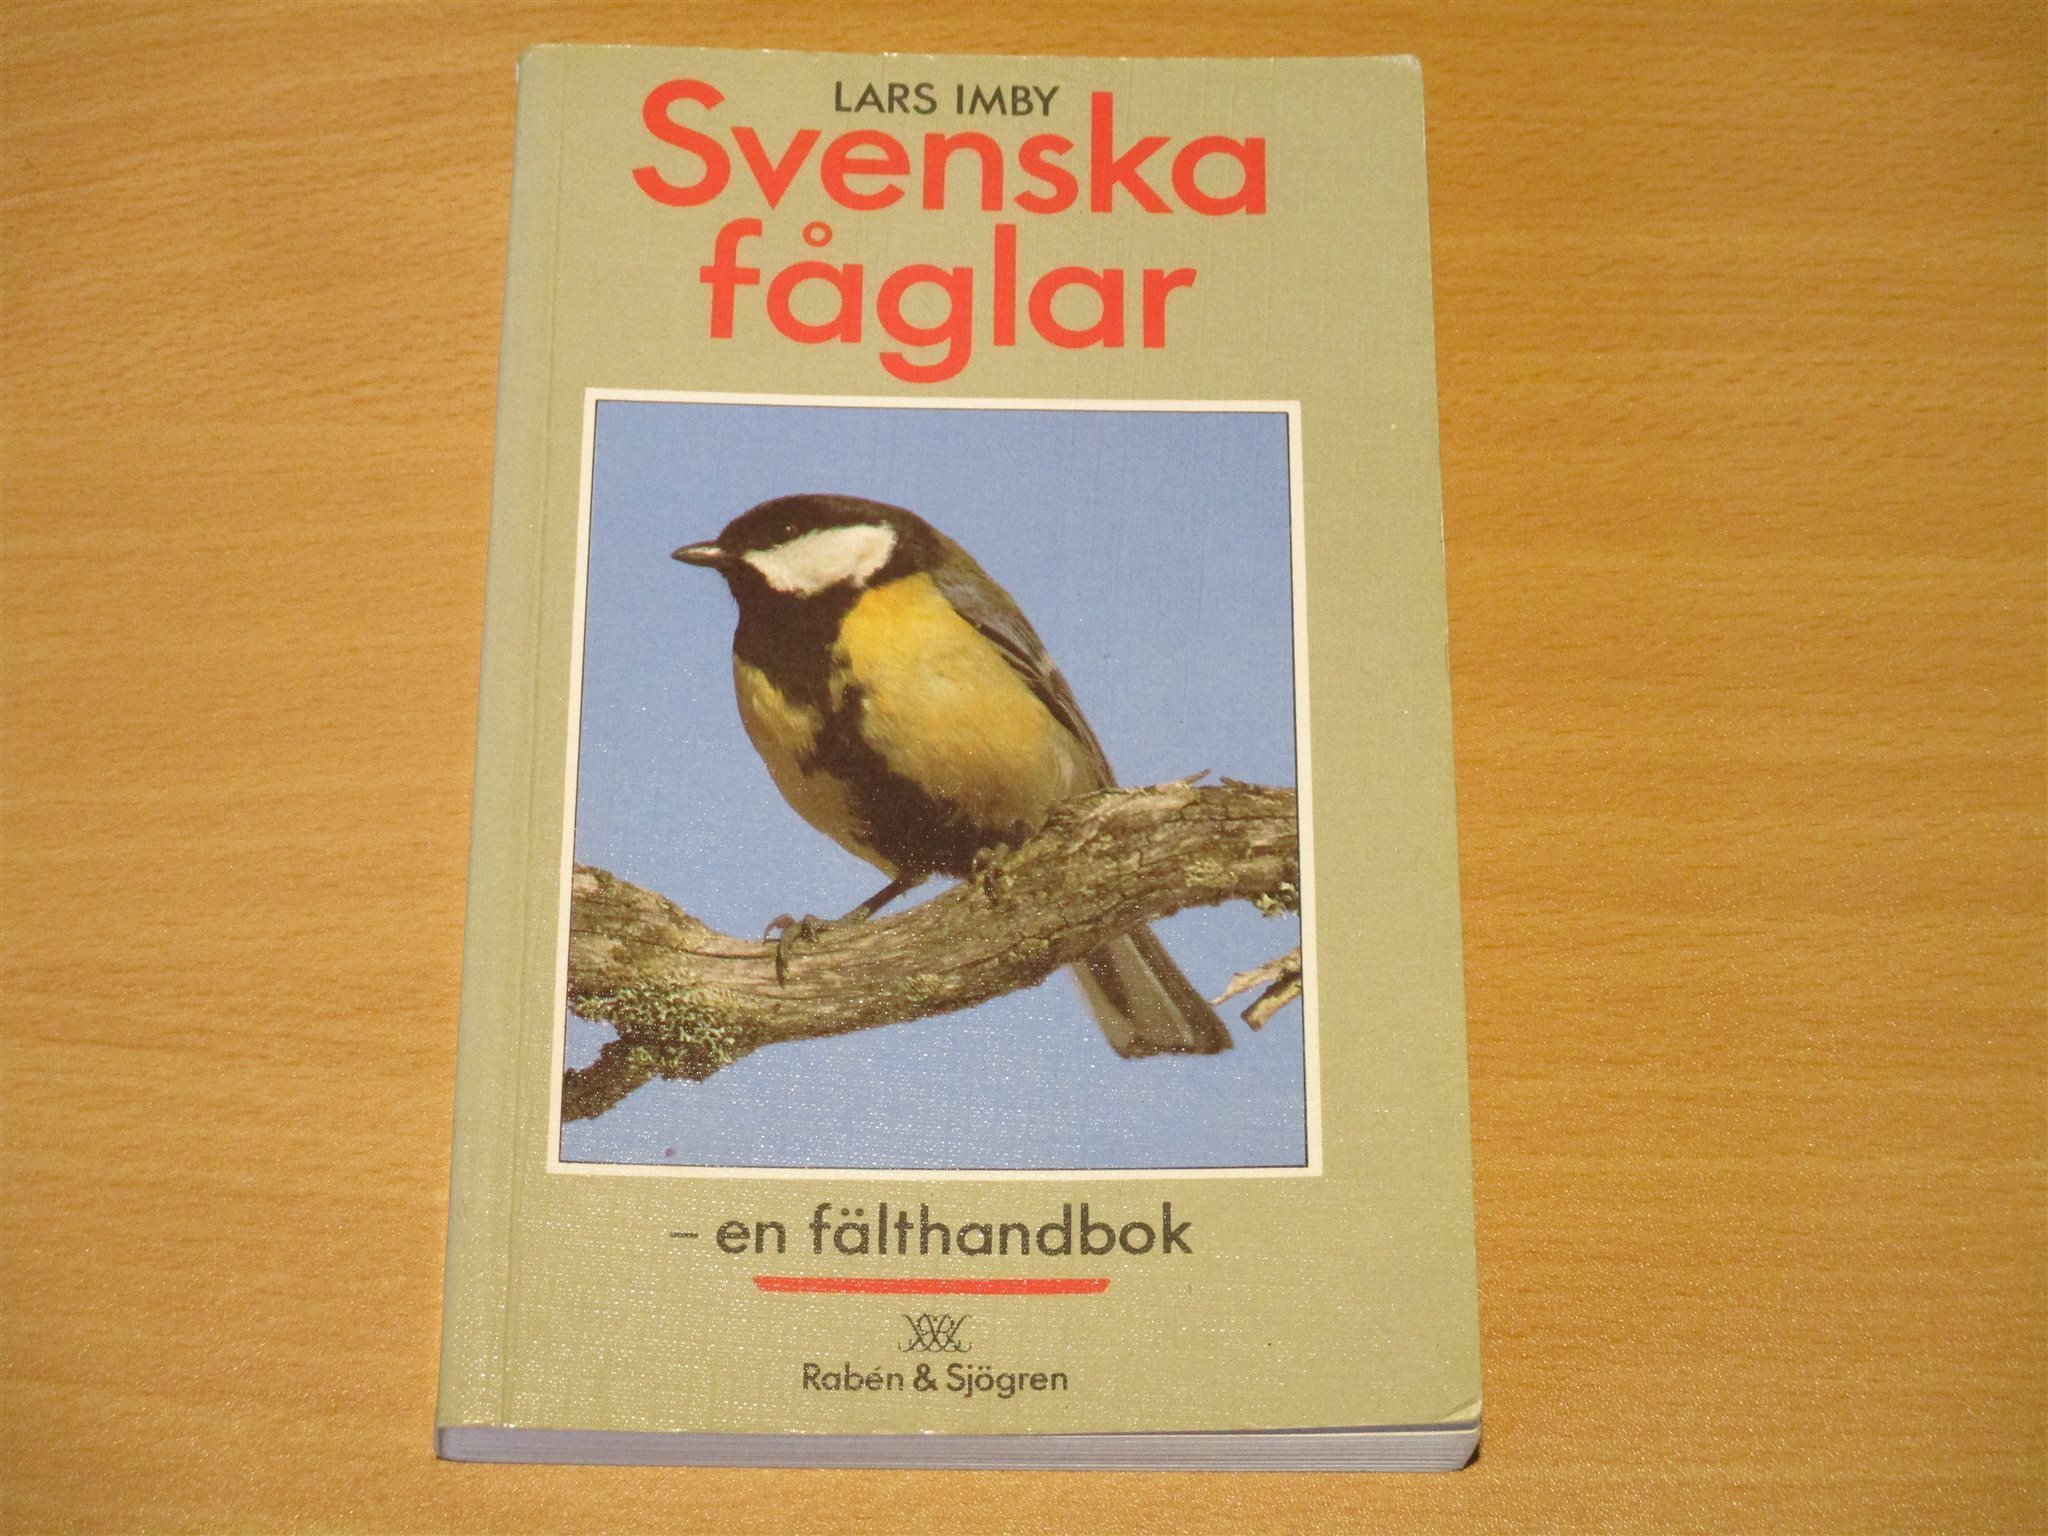 LARS IMBY
Svenska
fåglar
– en fälthandbok
Rabén & Sjögren